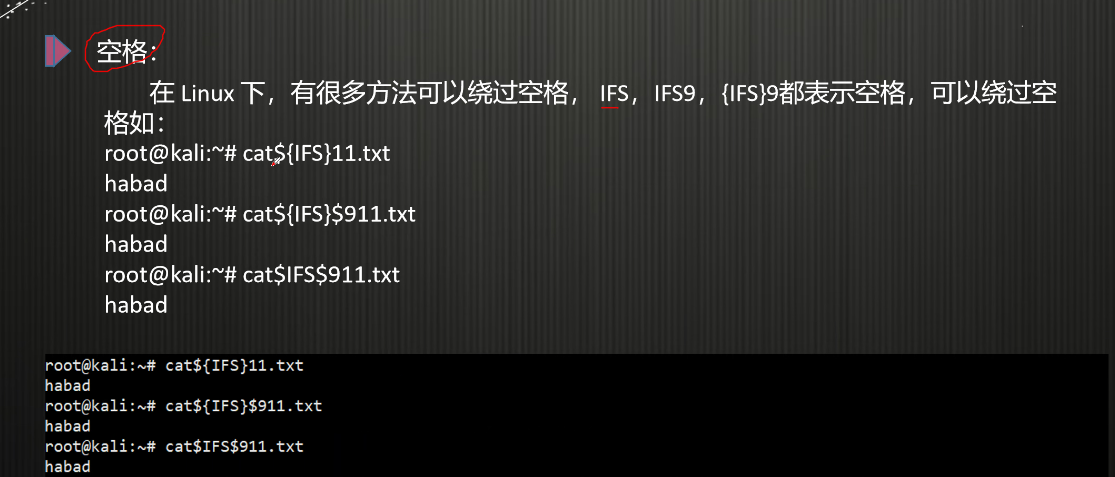 空格：
在 Linux 下，有很多方法可以绕过空格， IFS，IFS9，{IFS}9都表示空格，可以绕过空
格如：
root@kali:~# cat${IFS}11.txt
habad
root@kali:~# cat${IFS}$911.txt
habad
root@kali:~# cat$IFS$911.txt
habad
root@kali:~# cat${IFS}11.txt
habad
root@kali:~# cat${IFS}$911.txt
habad
root@kali:~# cat$IFS$911.txt
habad